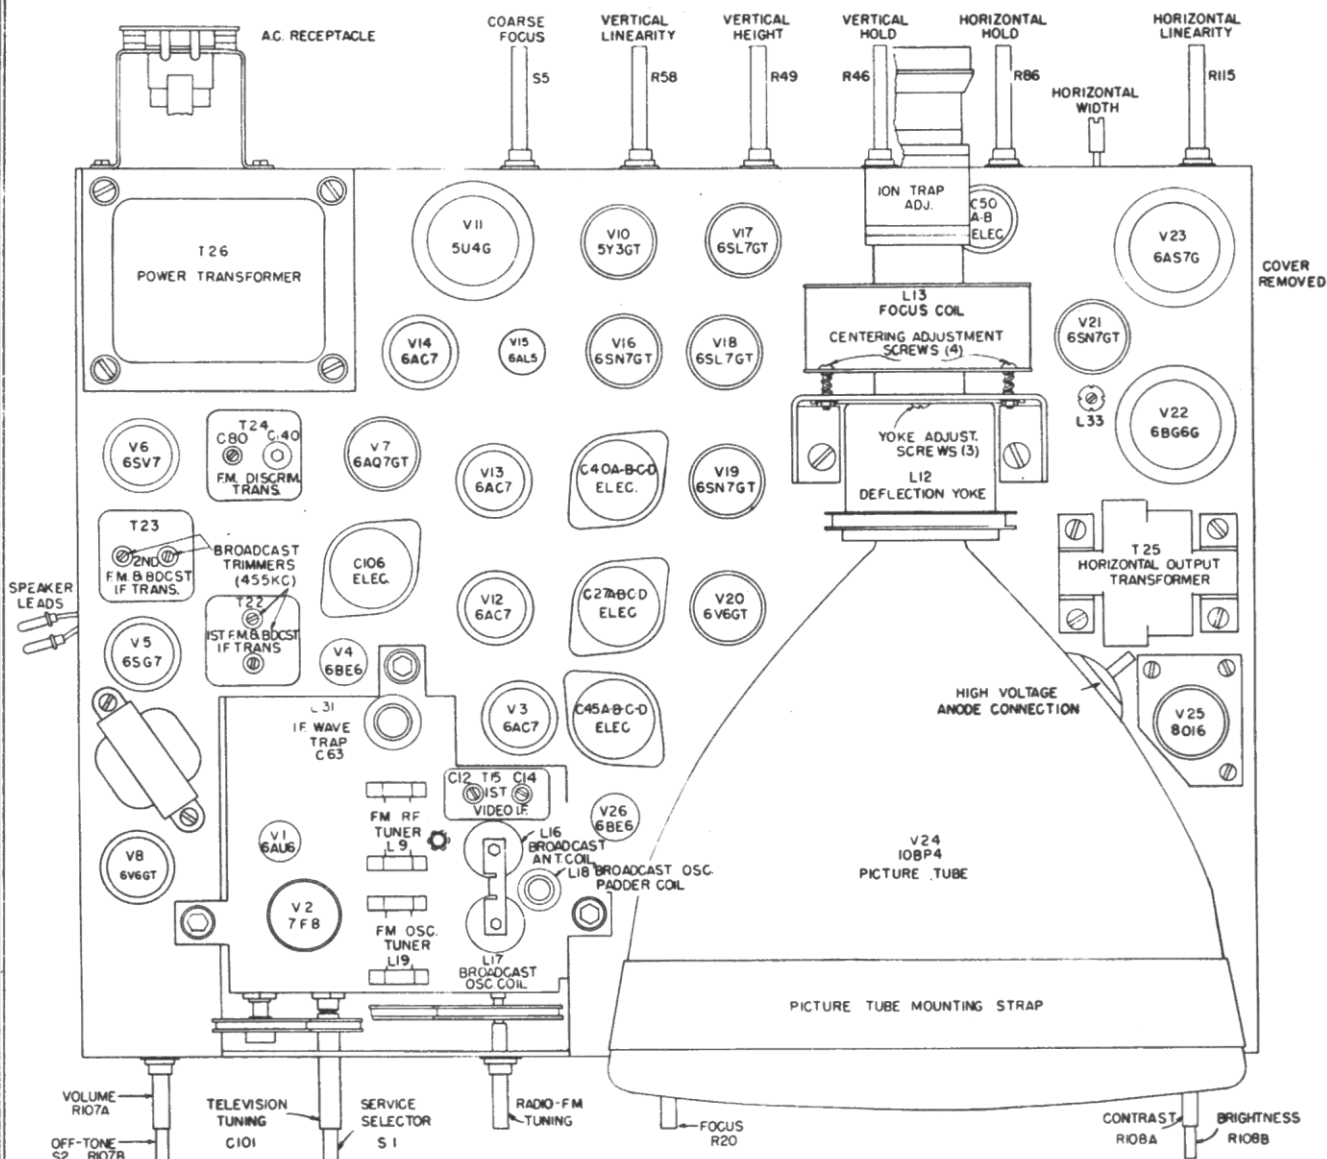 A.C. RECEPTACLE
COARSE
FOCUS
S5
VERTICAL
LINEARITY
R58
VERTICAL
HEIGHT
R49
VERTICAL
HOLD
R46
HORIZONTAL
HOLD
R86
HORIZONTAL
WIDTH
HORIZONTAL
LINEARITY
R115
T26
POWER TRANSFORMER
V11
5U4G
V10
5Y3GT
V17
6SL7GT
ION TRAP
ADJ.
C50
A-B
ELEC
V23
6AS7G
COVER
REMOVED
V14
6AC7
V15
6AL5
V16
6SN7GT
V18
6SL7GT
L13
FOCUS COIL
CENTERING ADJUSTMENT
SCREWS (4)
V21
6SN7GT
L33
V22
6BG6G
V6
6SV7
T24
C80 C140
F.M. DISCRIM.
TRANS.
V7
6AQ7GT
V13
6AC7
C40A-B-C-D
ELEC.
V19
6SN7GT
YOKE ADJUST.
SCREWS (3)
L12
DEFLECTION YOKE
T23
2ND
F.M. & BDCST
IF TRANS.
BROADCAST
TRIMMERS
(455KC)
C106
ELEC.
T25
HORIZONTAL OUTPUT
TRANSFORMER
SPEAKER
LEADS
T22
1ST F.M.& BDCST
I F TRANS
V12
6AC7
C27A-B-C-D
ELEC
V20
6V6GT
V5
6SG7
V4
6BE6
L31
I.F. WAVE
TRAP
C63
V3
6AC7
C45A-B-C-D
ELEC
HIGH VOLTAGE
ANODE CONNECTION
V25
8016
C12 T15 C14
1ST
VIDEO I.F.
V26
6BE6
V1
6AU6
FM RF
TUNER
L9
L16
BROADCAST
ANT. COIL
L18 BROADCAST OSC.
PADDER COIL
V24
10BP4
PICTURE TUBE
V8
6V6GT
V2
7F8
FM OSC.
TUNER
L19
L17
BROADCAST
OSC COIL
PICTURE TUBE MOUNTING STRAP
VOLUME
R107A
OFF-TONE
S2 R107B
TELEVISION
TUNING
C101
SERVICE
SELECTOR
S1
RADIO-FM
TUNING
FOCUS
R20
CONTRAST
R108A
BRIGHTNESS
R108B